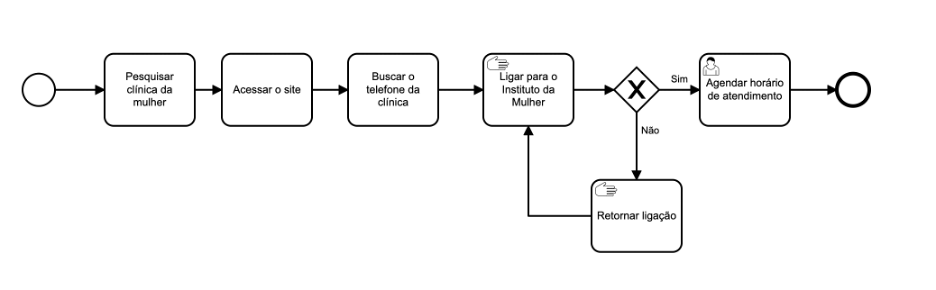 Pesquisar
clínica da
mulher
Acessar o site
Buscar o
telefone da
clínica
Ligar para o
Instituto da
Mulher
X
Sim
Agendar horário
de atendimento
Não
Retornar ligação